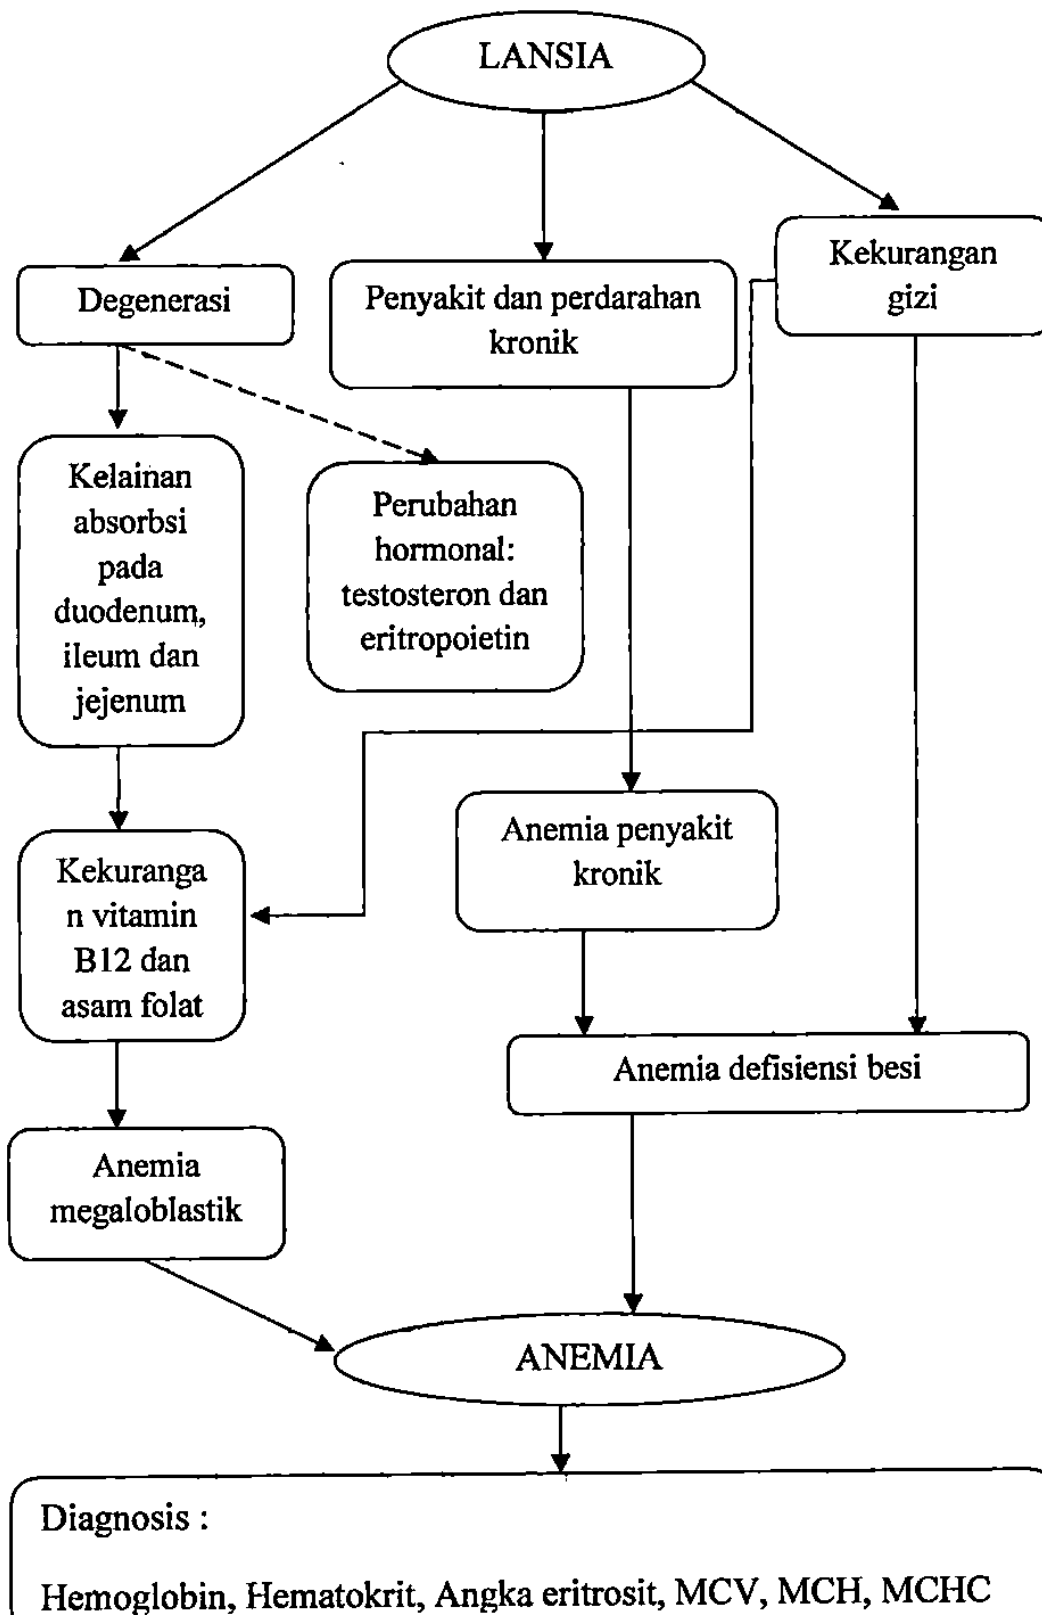 LANSIA
Kekurangan
gizi
Degenerasi
Penyakit dan perdarahan
kronik
Kelainan
absorbsi
pada
duodenum,
ileum dan
jejenum
Perubahan
hormonal:
testosteron dan
eritropoietin
Anemia penyakit
kronik
Kekuranga
n vitamin
B12 dan
asam folat
Anemia defisiensi besi
Anemia
megaloblastik
ANEMIA
Diagnosis :
Hemoglobin, Hematokrit, Angka eritrosit, MCV, MCH, MCHC